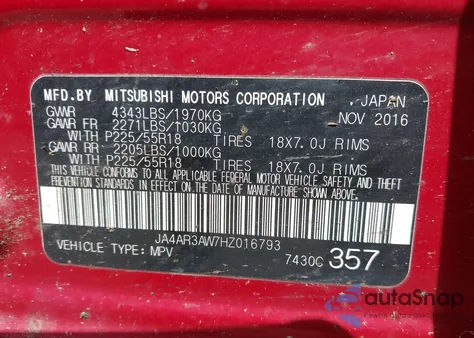 MFD.BY MITSUBISHI MOTORS CORPORATION JAPAN
GVWR 4343LBS/1970KG NOV 2016
GAWR FR 2271LBS/1030KG
WITH P225/55R18 TIRES 18X7.0J RIMS
GAWR RR 2205LBS/1000KG
WITH P225/55R18 TIRES 18X7.0J RIMS
THIS VEHICLE CONFORMS TO ALL APPLICABLE FEDERAL MOTOR VEHICLE SAFETY AND THEFT PREVENTION STANDARDS IN EFFECT ON THE DATE OF MANUFACTURE SHOWN ABOVE.
JA4AR3AW7HZ016793
VEHICLE TYPE: MPV 7430C 357
autoSnap